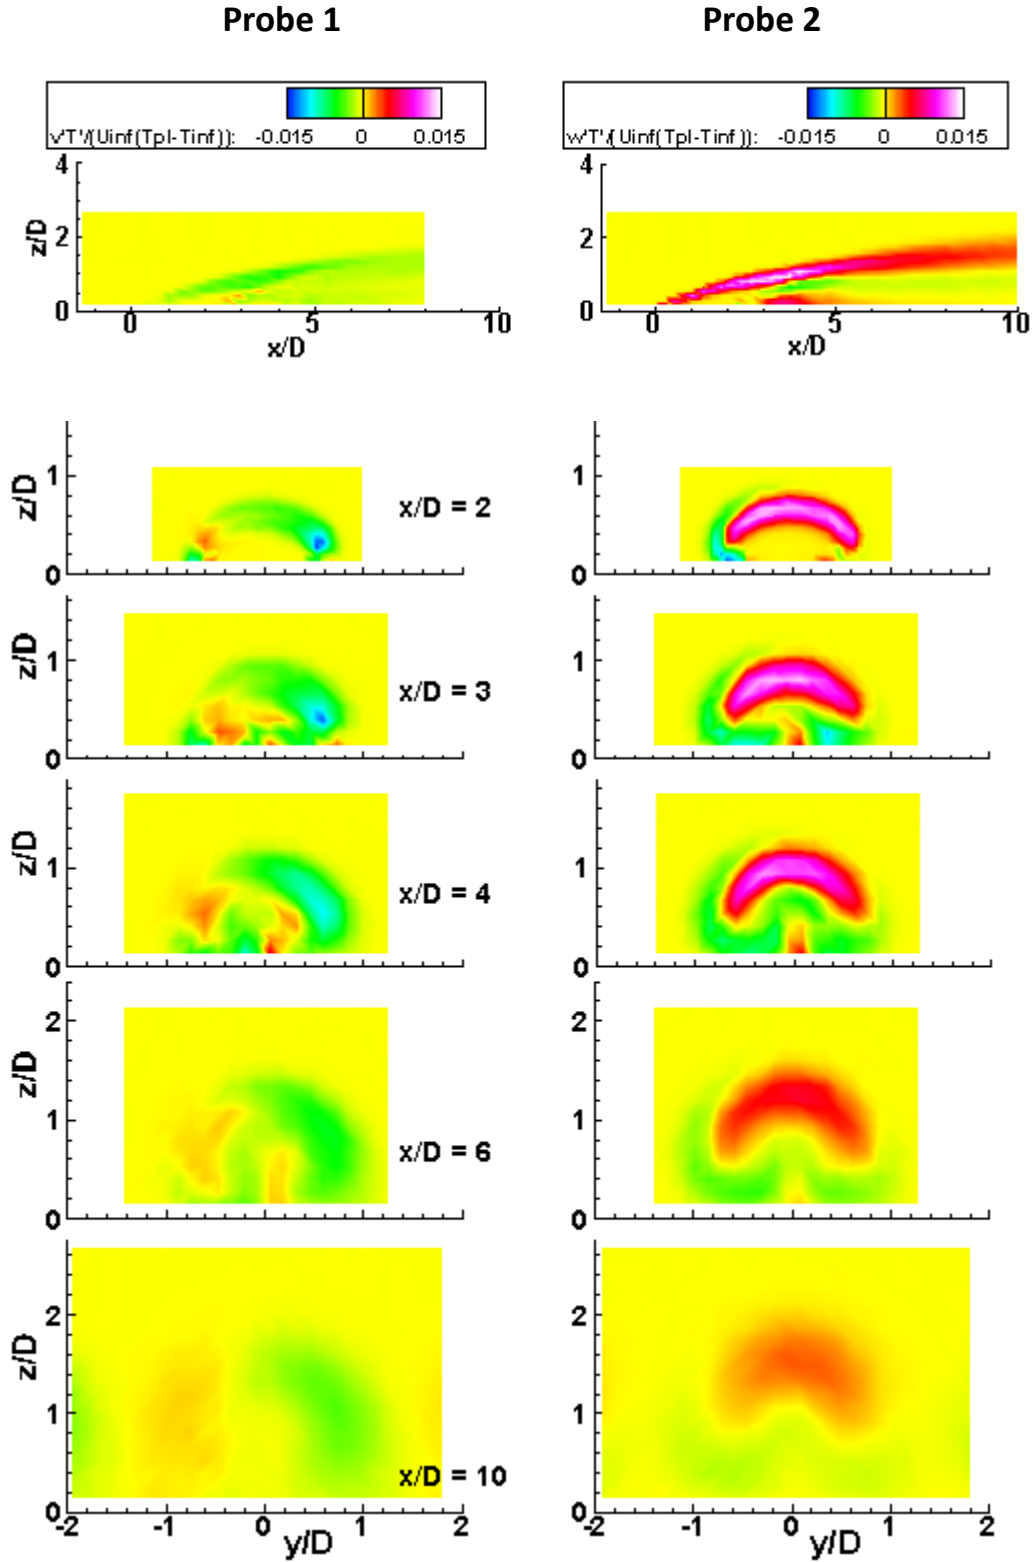 Probe 1 Probe 2
v'T'/(Uinf(Tpl-Tinf)): -0.015 0 0.015 w'T'/(Uinf(Tpl-Tinf)): -0.015 0 0.015
4 4
z/D 2 2
0 0
0 5 10 0 5 10
x/D x/D
z/D 1 x/D = 2 1
0 0
z/D 1 x/D = 3 1
0 0
z/D 1 x/D = 4 1
0 0
2 2
z/D
1 x/D = 6 1
0 0
2 2
z/D
1 1
x/D = 10
0 0
-2 -1 0 1 2 -2 -1 0 1 2
y/D y/D